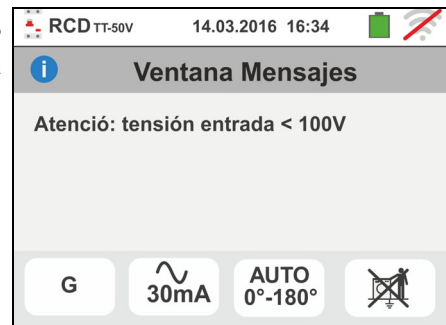 RCD TT-50V 14.03.2016 16:34
i Ventana Mensajes
Atenció: tensión entrada < 100V
G 30mA AUTO
0°-180°